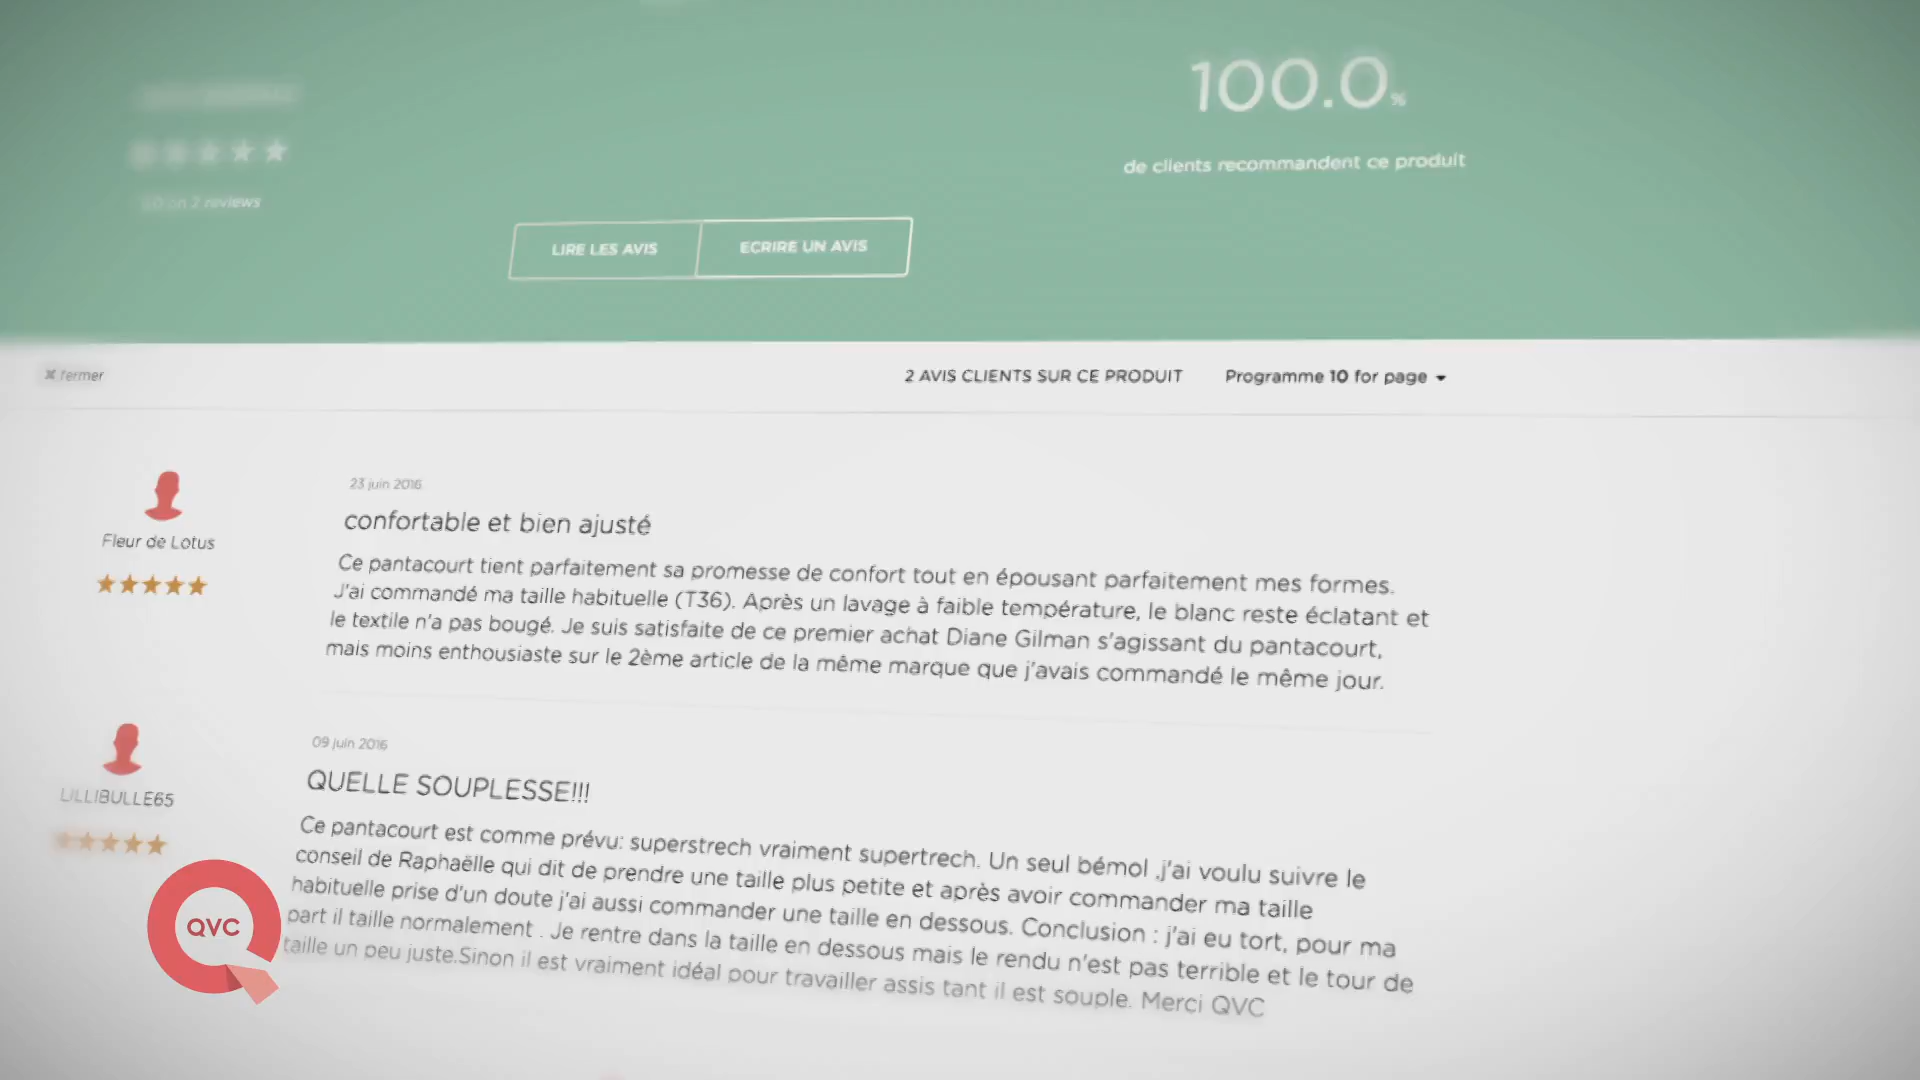 100.0%
de clients recommandent ce produit
on 2 reviews
LIRE LES AVIS
ECRIRE UN AVIS
fermer
2 AVIS CLIENTS SUR CE PRODUIT
Programme 10 for page
23 juin 2016
confortable et bien ajusté
Fleur de Lotus
Ce pantacourt tient parfaitement sa promesse de confort tout en épousant parfaitement mes formes.
J'ai commandé ma taille habituelle (T36). Après un lavage à faible température, le blanc reste éclatant et
le textile n'a pas bougé. Je suis satisfaite de ce premier achat Diane Gilman s'agissant du pantacourt,
mais moins enthousiaste sur le 2ème article de la même marque que j'avais commandé le même jour.
09 juin 2016
QUELLE SOUPLESSE!!!
LILLIBULLE65
Ce pantacourt est comme prévu: superstrech vraiment supertrech. Un seul bémol ,j'ai voulu suivre le
conseil de Raphaëlle qui dit de prendre une taille plus petite et après avoir commander ma taille
habituelle prise d'un doute j'ai aussi commander une taille en dessous. Conclusion : j'ai eu tort, pour ma
part il taille normalement . Je rentre dans la taille en dessous mais le rendu n'est pas terrible et le tour de
taille un peu juste.Sinon il est vraiment idéal pour travailler assis tant il est souple. Merci QVC
QVC